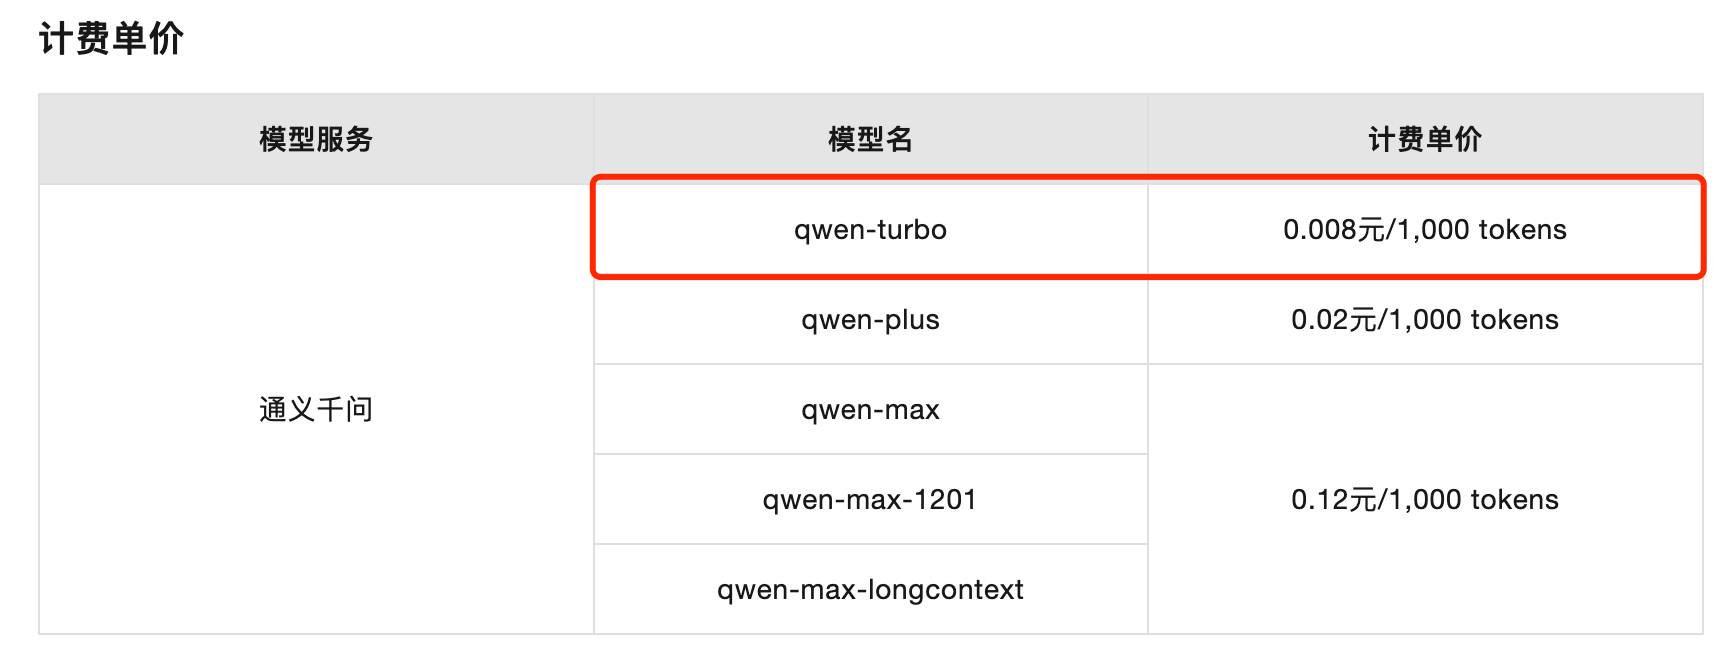 计费单价
模型服务
模型名
计费单价
通义千问
qwen-turbo
0.008元/1,000 tokens
qwen-plus
0.02元/1,000 tokens
qwen-max
qwen-max-1201
qwen-max-longcontext
0.12元/1,000 tokens